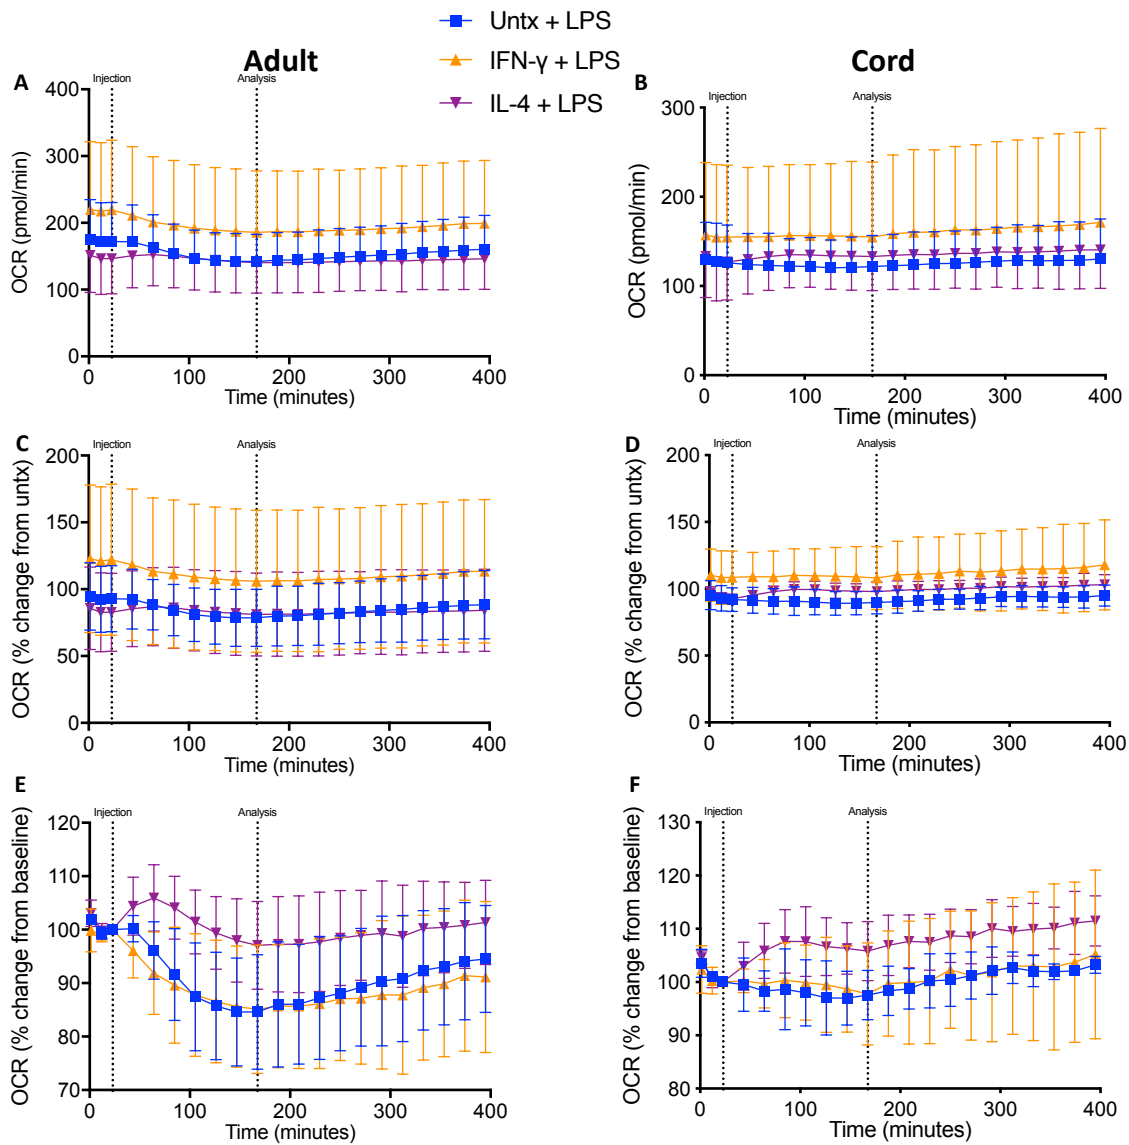 Untx + LPS
IFN-γ + LPS
IL-4 + LPS
Adult
Cord
A
Injection
Analysis
OCR (pmol/min)
400
300
200
100
0
0
100
200
300
400
Time (minutes)
B
Injection
Analysis
OCR (pmol/min)
300
200
100
0
0
100
200
300
400
Time (minutes)
C
Injection
Analysis
OCR (% change from untx)
200
150
100
50
0
0
100
200
300
400
Time (minutes)
D
Injection
Analysis
OCR (% change from untx)
200
150
100
50
0
0
100
200
300
400
Time (minutes)
E
Injection
Analysis
OCR (% change from baseline)
120
110
100
90
80
70
0
100
200
300
400
Time (minutes)
F
Injection
Analysis
OCR (% change from baseline)
130
120
110
100
90
80
0
100
200
300
400
Time (minutes)